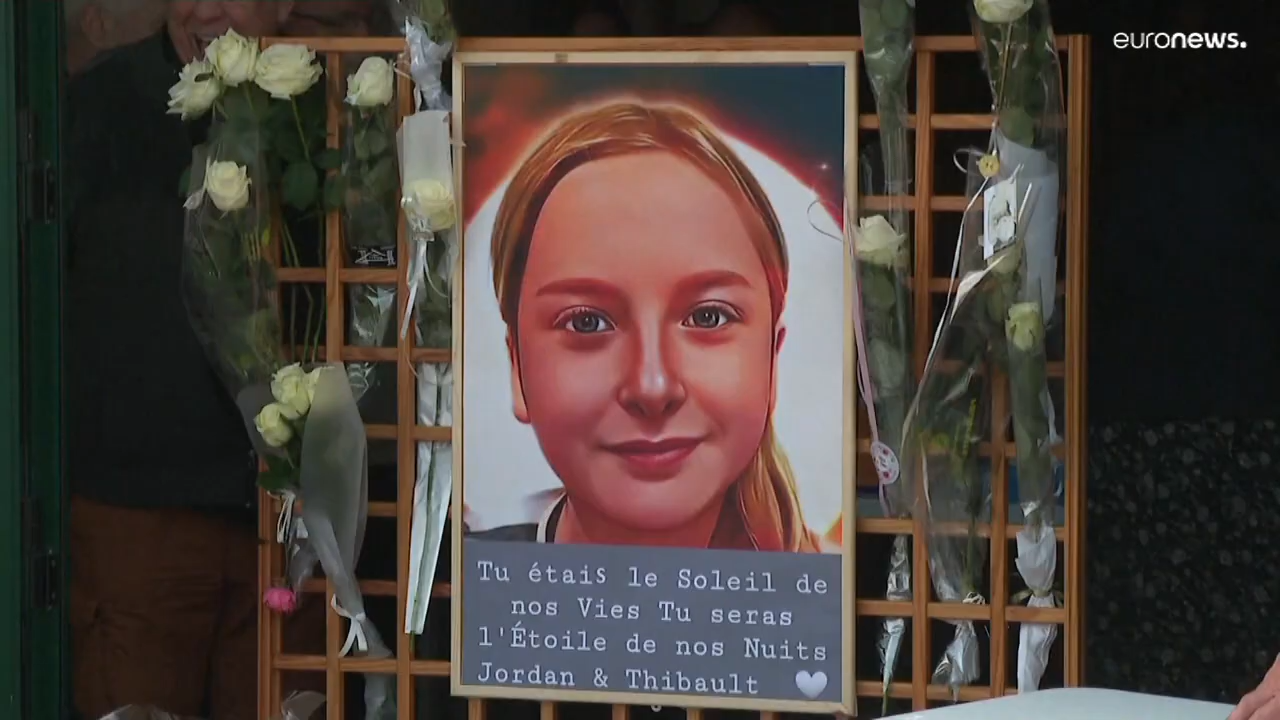 euronews.
Tu étais le Soleil de
nos Vies Tu seras
l'Étoile de nos Nuits
Jordan & Thibault